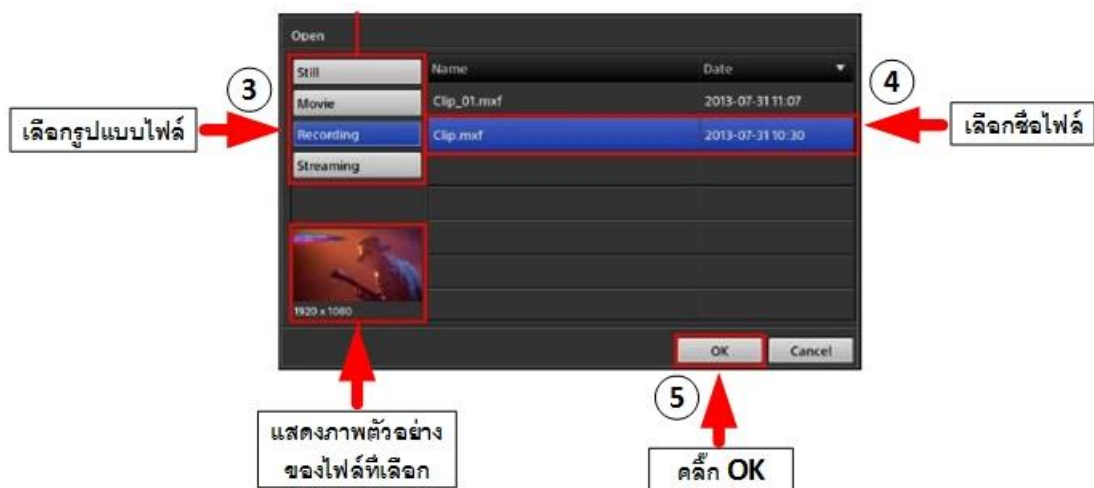 Open
Still
Movie
Recording
Streaming
Name
Date
Clip_01.mxf
2013-07-31 11:07
Clip.mxf
2013-07-31 10:30
1920 x 1080
OK
Cancel
3
เลือกรูปแบบไฟล์
4
เลือกชื่อไฟล์
แสดงภาพตัวอย่าง
ของไฟล์ที่เลือก
5
คลิ๊ก OK